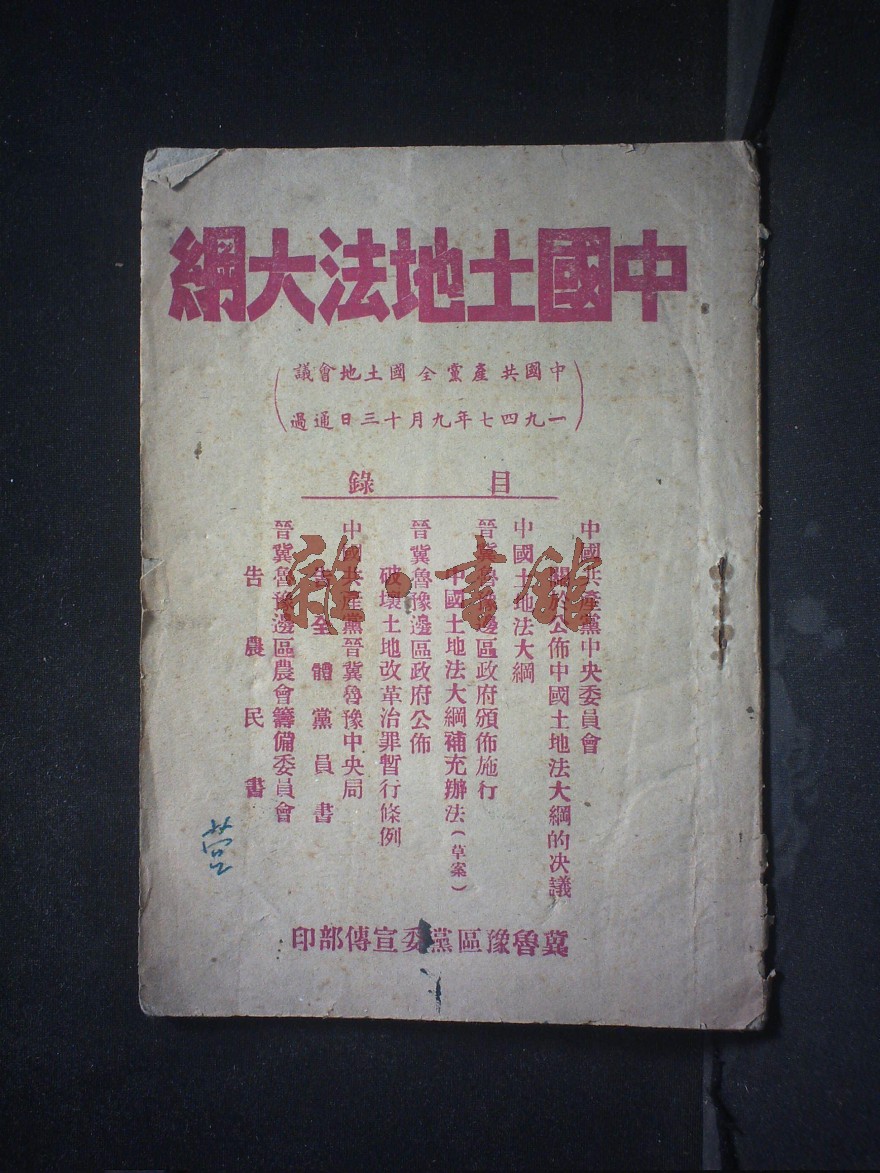 中國土地法大綱
中國共產黨全國土地會議
一九四七年九月十三日通過
目錄
中國共產黨中央委員會
關於公佈中國土地法大綱的決議
中國土地法大綱
晉冀魯豫邊區政府頒佈施行
中國土地法大綱補充辦法（草案）
晉冀魯豫邊區政府公佈
破壞土地改革治罪暫行條例
中國共產黨晉冀魯豫中央局
告全體黨員書
晉冀魯豫邊區農會籌備委員會
告農民書
冀魯豫區黨委宣傳部印
雜·書館